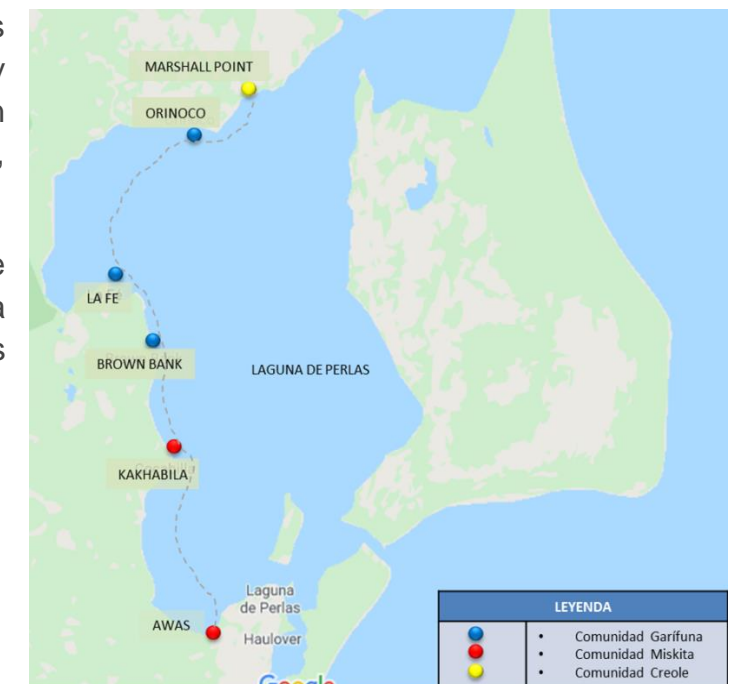 s
y
n
,
e
a
s
MARSHALL POINT
ORINOCO
LA FE
BROWN BANK
LAGUNA DE PERLAS
KAKHABILA
AWAS
Laguna
de Perlas
Haulover
Google
LEYENDA
• Comunidad Garífuna
• Comunidad Miskita
• Comunidad Creole